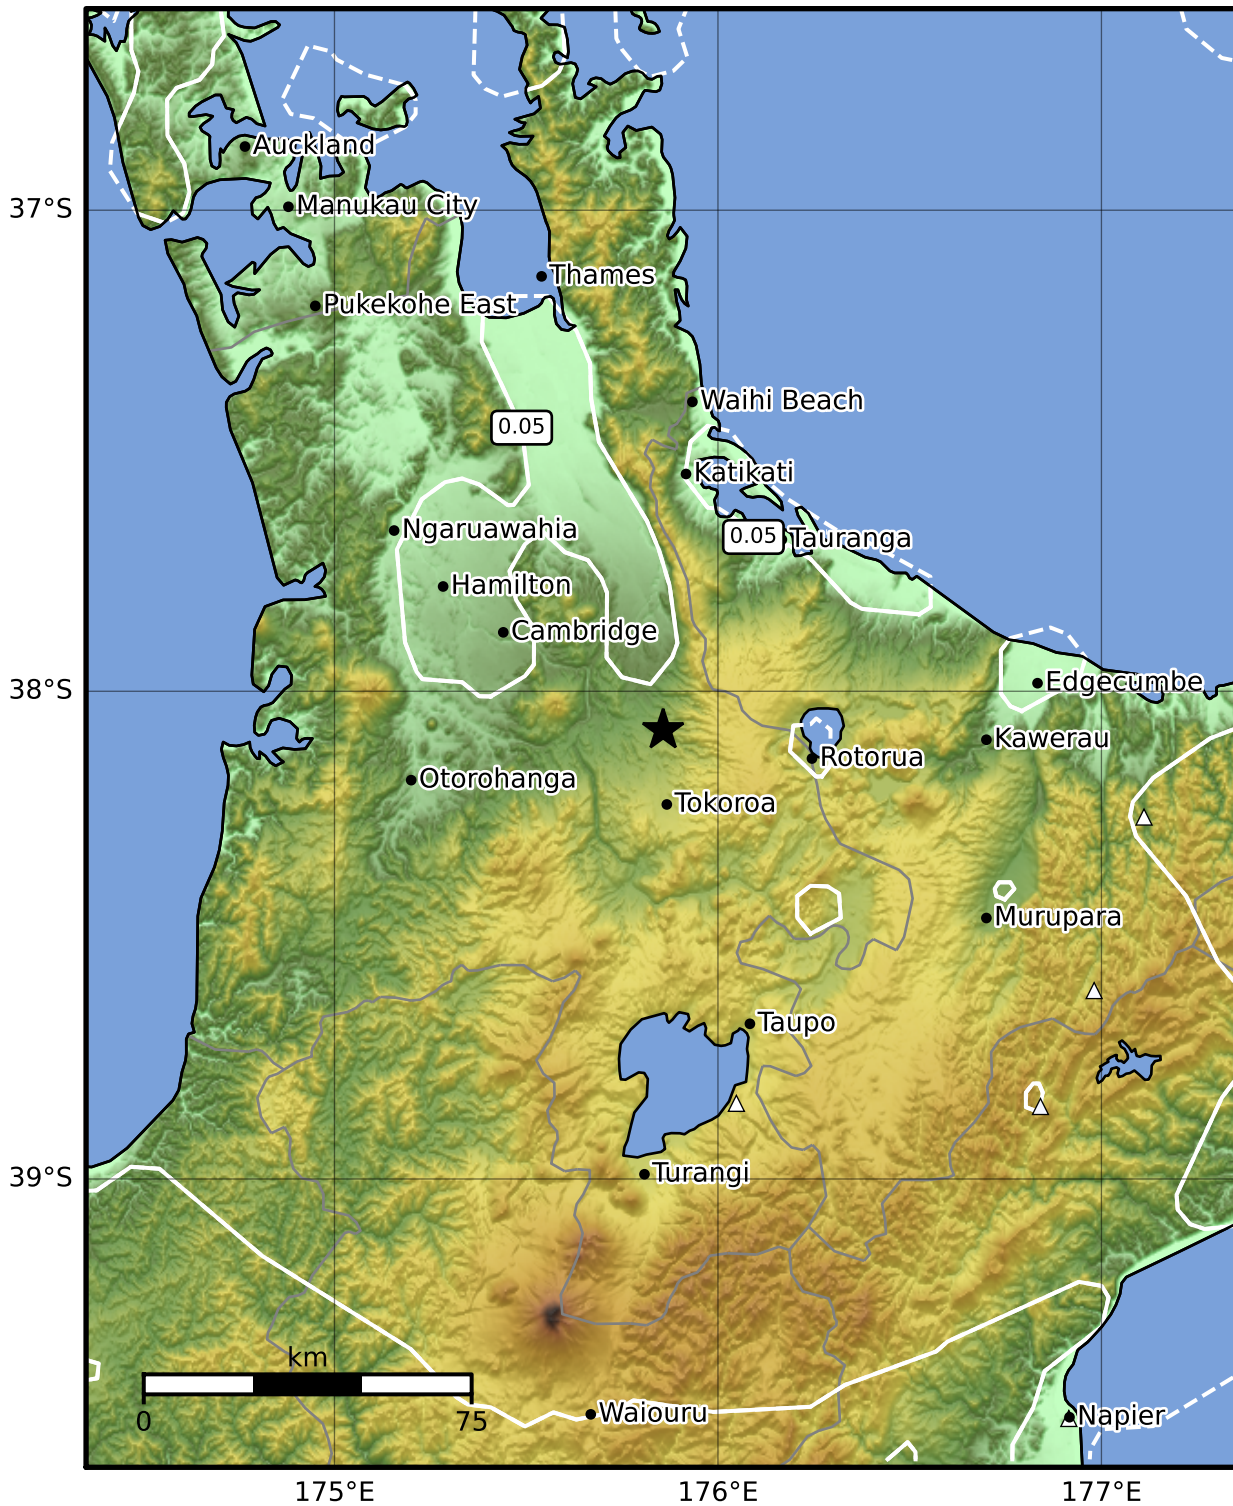 Auckland
37°S
Manukau City
Thames
Pukekohe East
Waihi Beach
0.05
Katikati
Ngaruawahia
0.05
Tauranga
Hamilton
Cambridge
38°S
Edgecumbe
Kawerau
Rotorua
Otorohanga
Tokoroa
Murupara
Taupo
39°S
Turangi
km
0
75
Waiouru
Napier
175°E
176°E
177°E